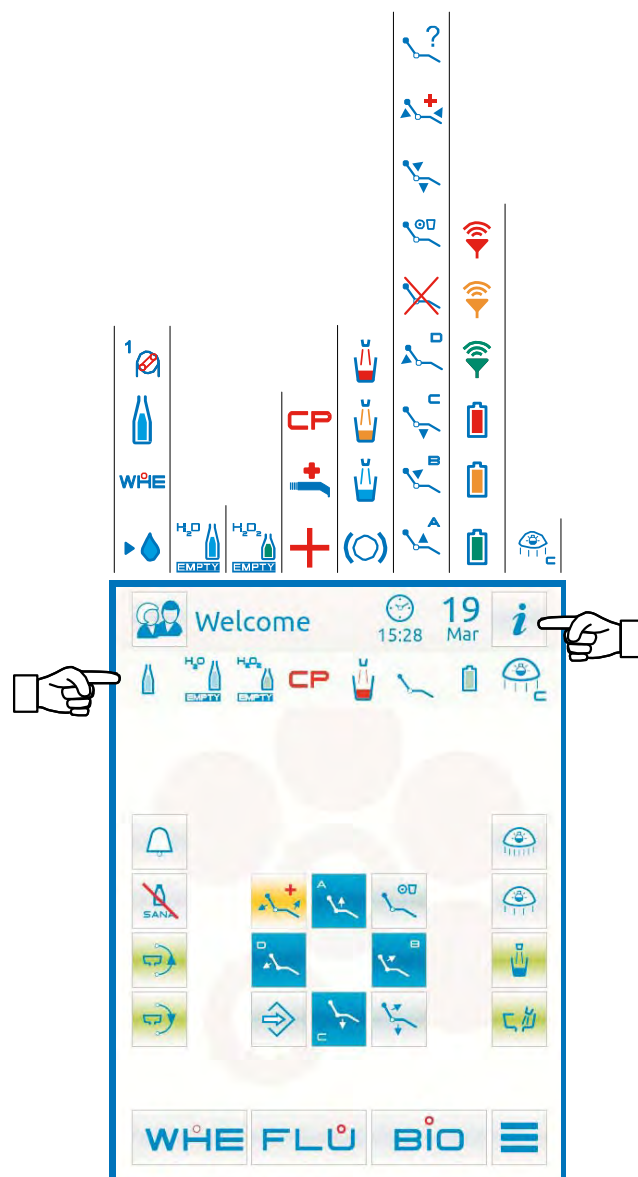 ?
1
D
C
CP
B
WHE
H₂O
EMPTY
H₂O₂
EMPTY
A
C
Welcome
15:28
19
Mar
i
H₂O
EMPTY
H₂O₂
EMPTY
CP
C
SANA
A
D
B
C
WHE
FLU
BIO